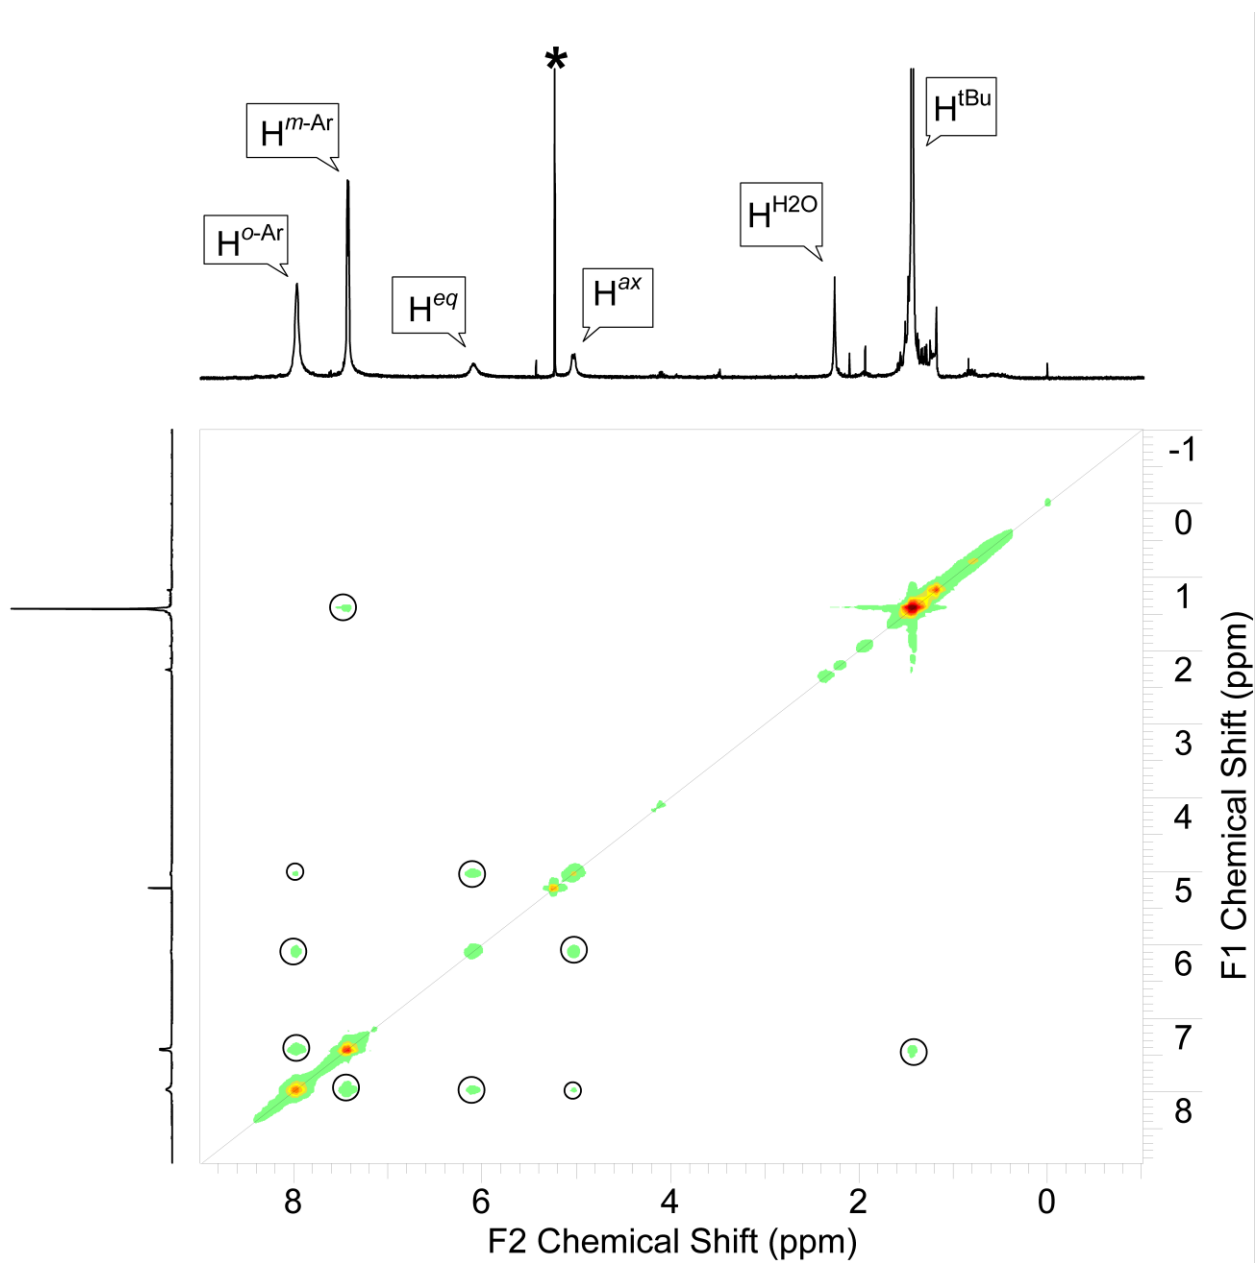 *
H^m-Ar
H^tBu
H^H2O
H^o-Ar
H^eq
H^ax
-1
0
1
2
3
4
5
6
7
8
F1 Chemical Shift (ppm)
8 6 4 2 0
F2 Chemical Shift (ppm)